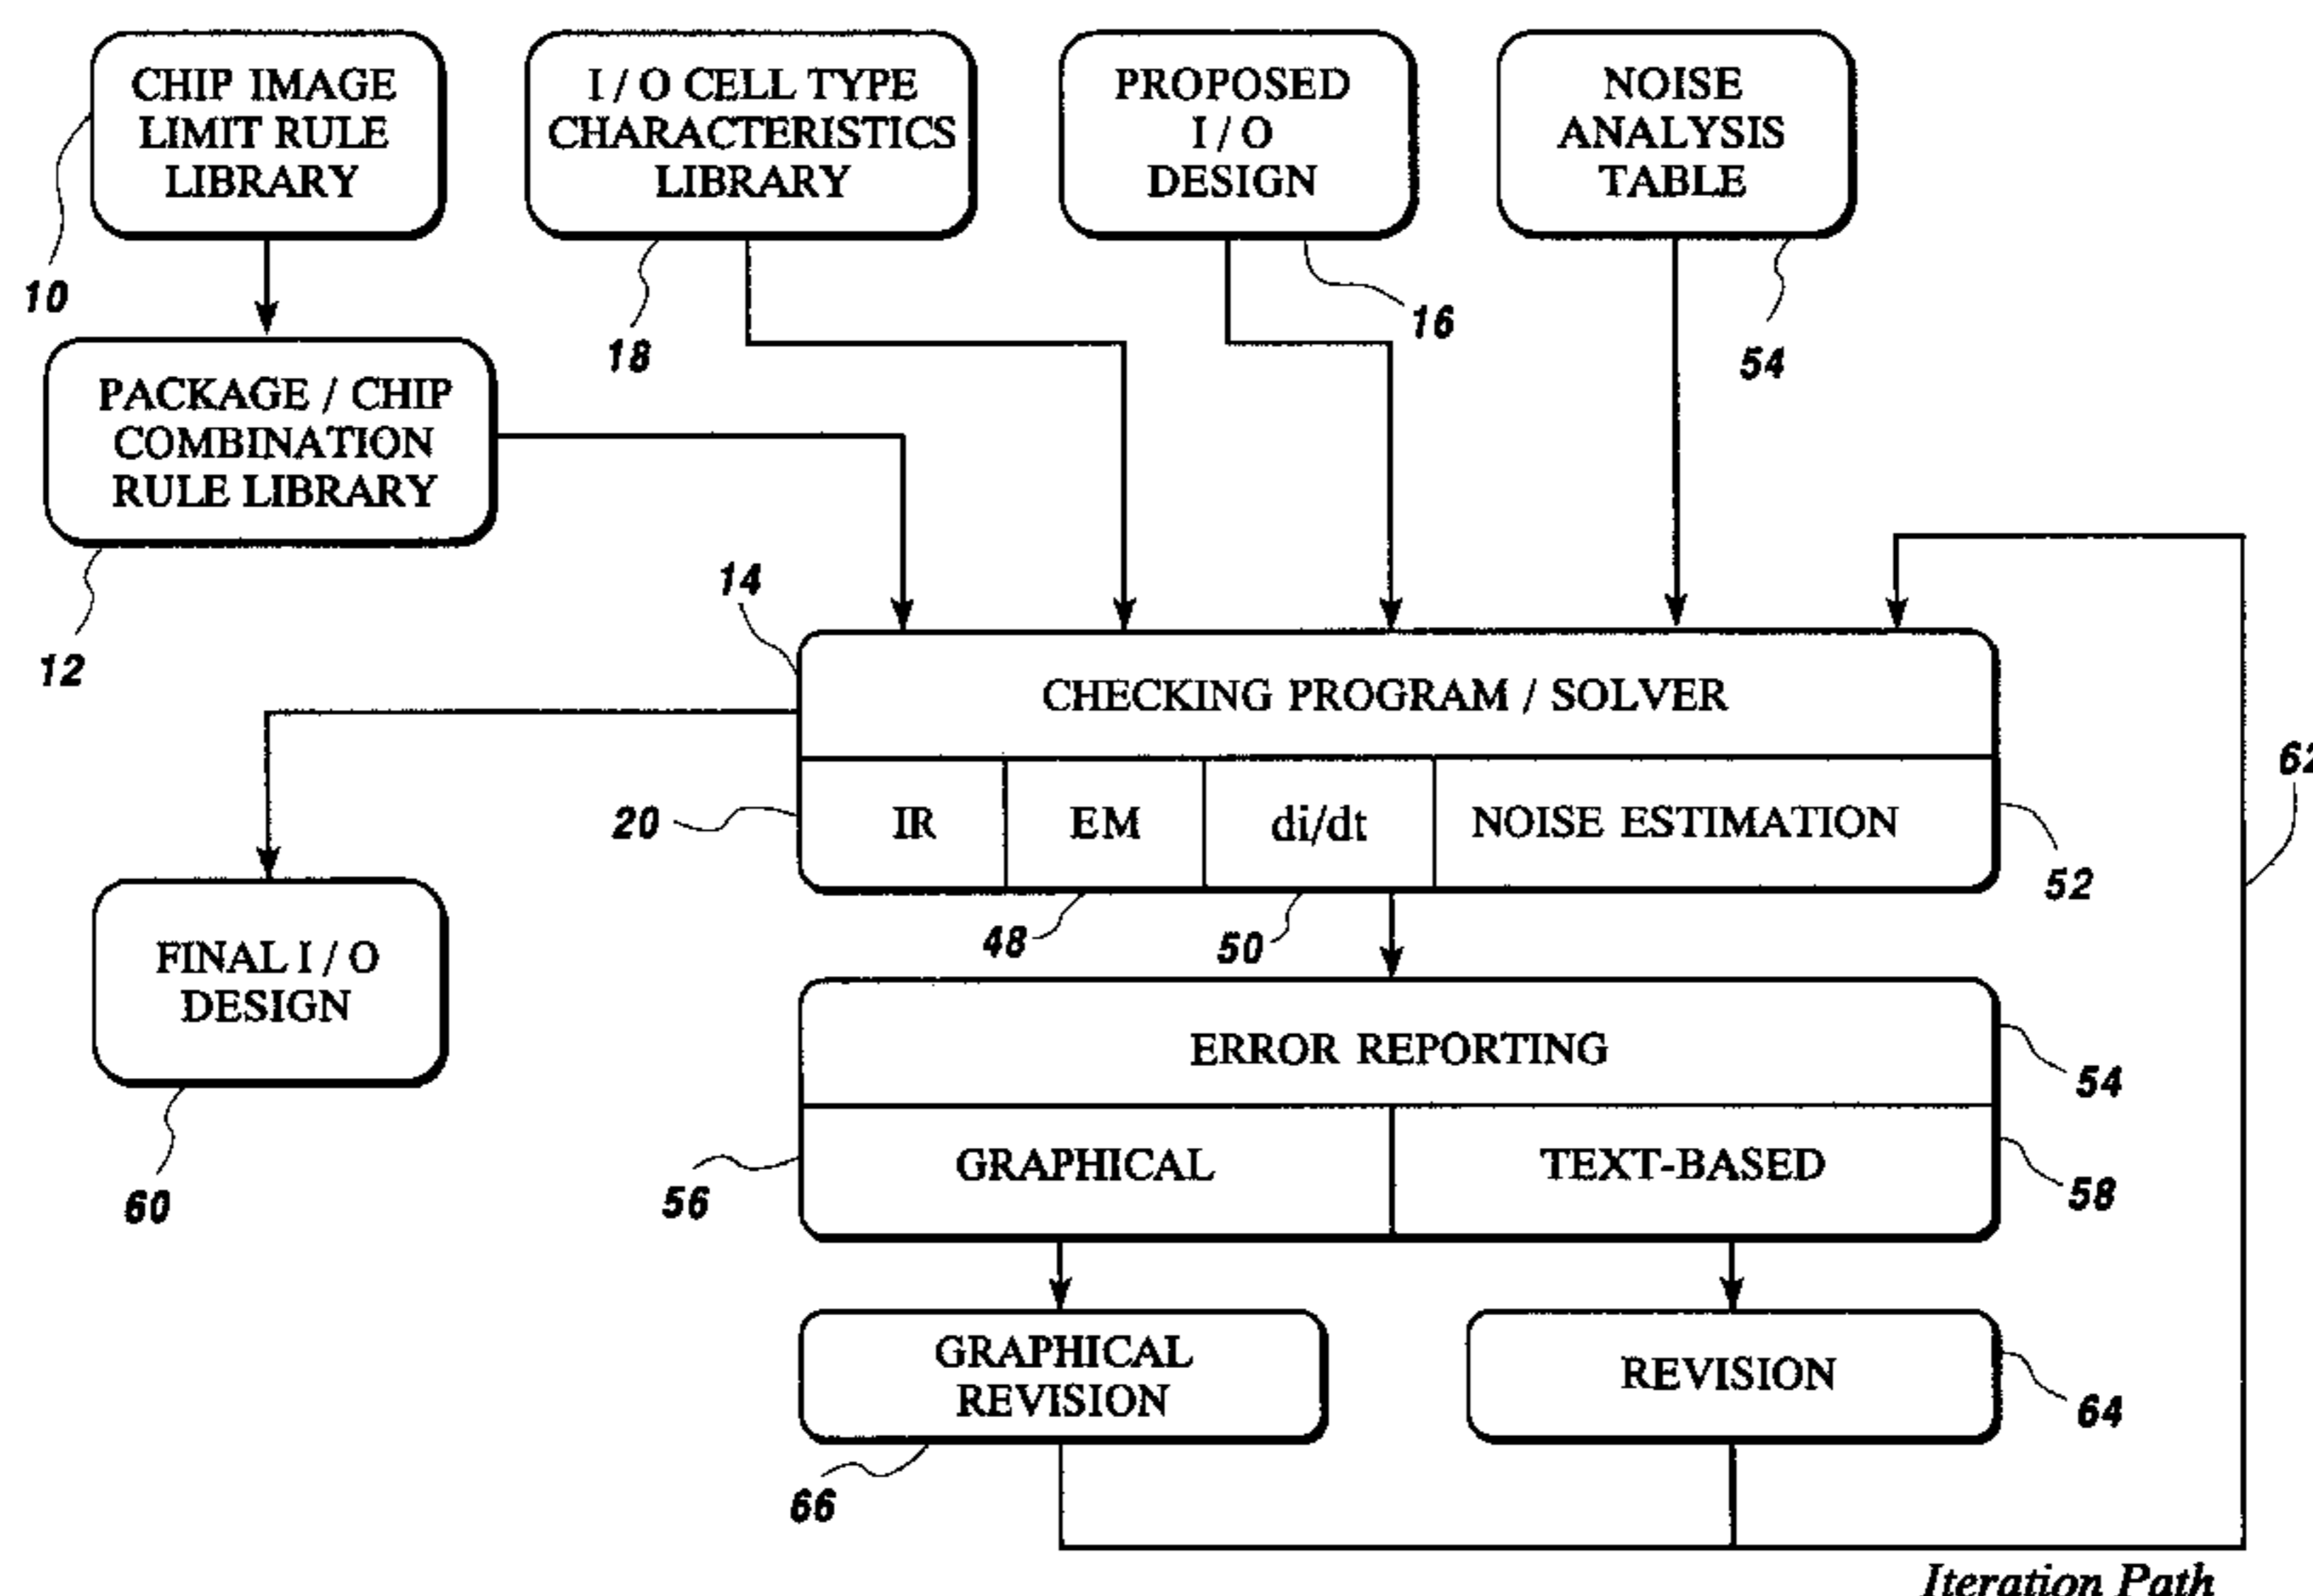 CHIP IMAGE
LIMIT RULE
LIBRARY
I / O CELL TYPE
CHARACTERISTICS
LIBRARY
PROPOSED
I / O
DESIGN
NOISE
ANALYSIS
TABLE
10
18
16
54
PACKAGE / CHIP
COMBINATION
RULE LIBRARY
12
14
CHECKING PROGRAM / SOLVER
62
20
IR
EM
di/dt
NOISE ESTIMATION
52
48
50
FINAL I / O
DESIGN
60
ERROR REPORTING
54
56
GRAPHICAL
TEXT-BASED
58
GRAPHICAL
REVISION
REVISION
64
66
Iteration Path